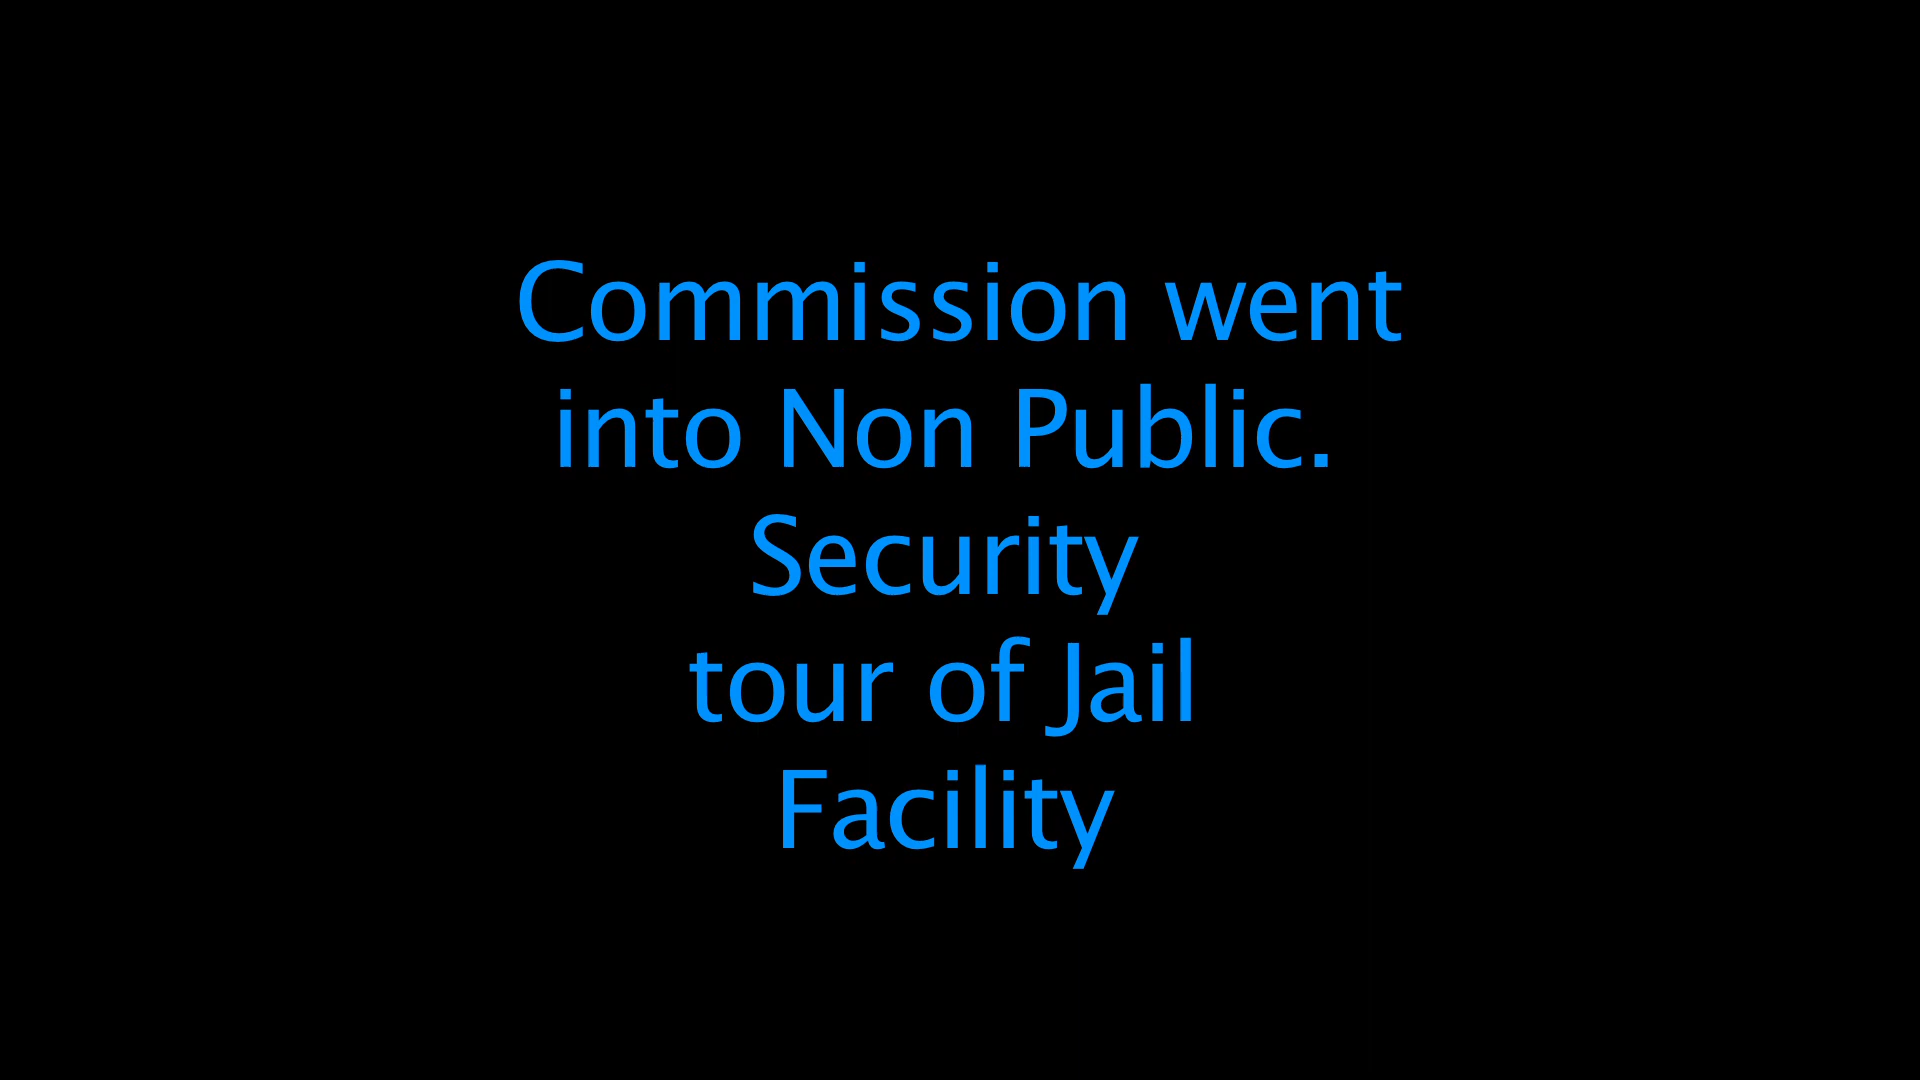 Commission went
into Non Public.
Security
tour of Jail
Facility